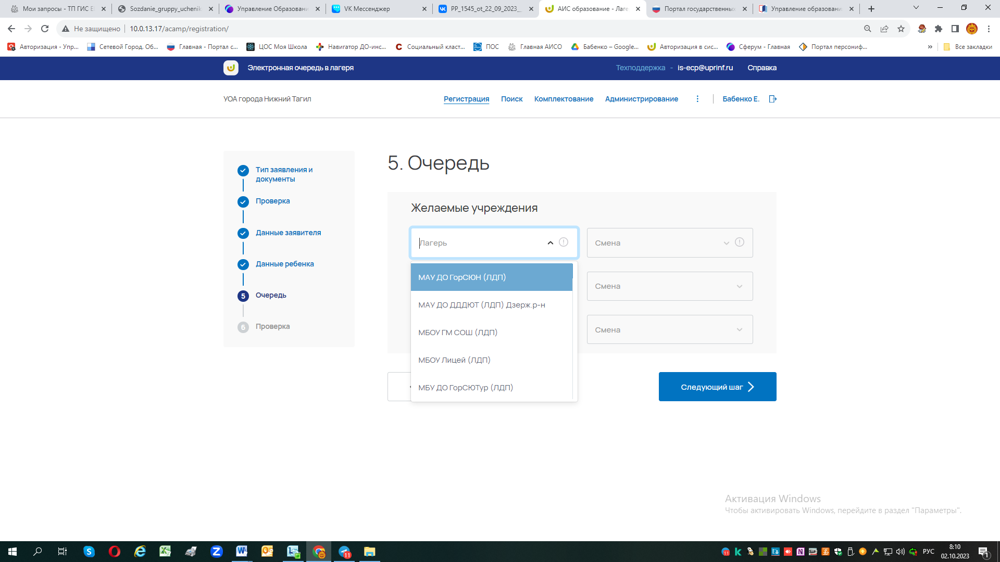 Мои запросы - ТП ГИС Е
Sozdanie_gruppy_uchenik
Управление Образовани
VK Мессенджер
PP_1545_ot_22_09_2023_
АИС образование - Лаге
Портал государственных
Управление образовани
Не защищено
10.0.13.17/acamp/registration/
Авторизация - Упр...
Сетевой Город. Об...
Главная - Портал с...
ЦОС Моя Школа
Навигатор ДО-инс...
Социальный класт...
ПОС
Главная АИСО
Бабенко – Google...
Авторизация в сис...
Сферум - Главная
Портал персониф...
»
Все закладки
Электронная очередь в лагеря
Техподдержка - is-ecp@uprinf.ru
Справка
УОА города Нижний Тагил
Регистрация
Поиск
Комплектование
Администрирование
Бабенко Е.
Тип заявления и
документы
Проверка
Данные заявителя
Данные ребенка
5 Очередь
6 Проверка
5. Очередь
Желаемые учреждения
Лагерь
Смена
МАУ ДО ГорСЮН (ЛДП)
МАУ ДО ДДДЮТ (ЛДП) Дзерж.р-н
МБОУ ГМ СОШ (ЛДП)
МБОУ Лицей (ЛДП)
МБУ ДО ГорСЮТур (ЛДП)
Смена
Смена
Следующий шаг
Активация Windows
Чтобы активировать Windows, перейдите в раздел "Параметры".
11
РУС
8:10
02.10.2023
1